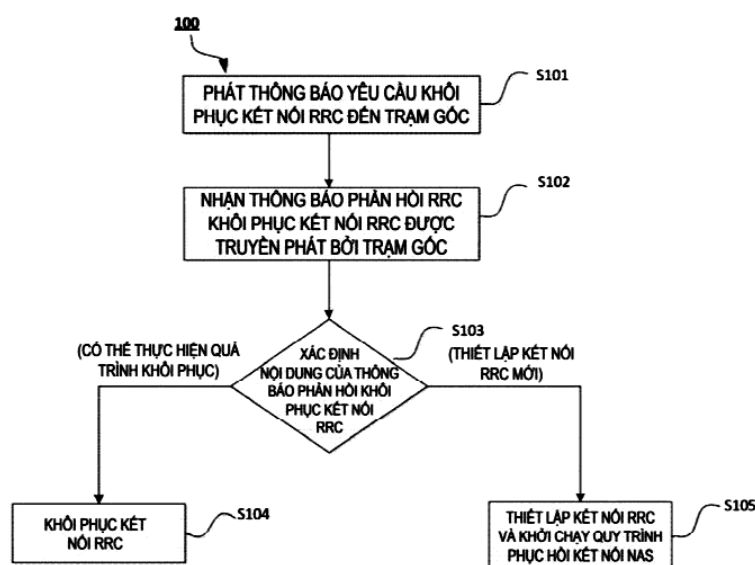 100
S101
PHÁT THÔNG BÁO YÊU CẦU KHÔI
PHỤC KẾT NỐI RRC ĐẾN TRẠM GỐC
S102
NHẬN THÔNG BÁO PHẢN HỒI RRC
KHÔI PHỤC KẾT NỐI RRC ĐƯỢC
TRUYỀN PHÁT BỞI TRẠM GỐC
S103
(CÓ THỂ THỰC HIỆN QUẢ
TRÌNH KHÔI PHỤC)
XÁC ĐỊNH
NỘI DUNG CỦA THÔNG
BÁO PHẢN HỒI KHÔI
PHỤC KẾT NỐI
RRC
(THIẾT LẬP KẾT NỐI
RRC MỚI)
KHÔI PHỤC KẾT
NỐI RRC
S104
THIẾT LẬP KẾT NỐI RRC
VÀ KHỞI CHẠY QUY TRÌNH
PHỤC HỒI KẾT NỐI NAS
S105